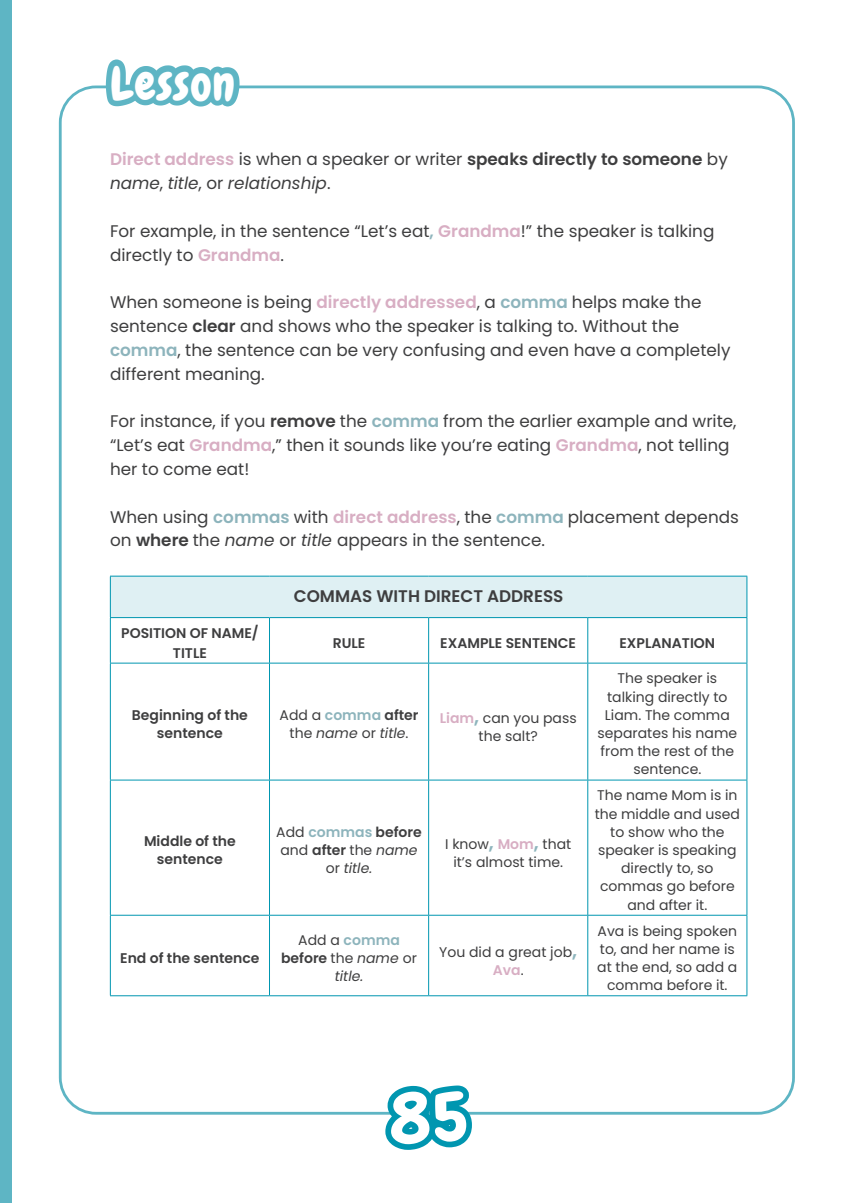 Lesson
Direct address is when a speaker or writer speaks directly to someone by
name, title, or relationship.
For example, in the sentence “Let’s eat, Grandma!” the speaker is talking
directly to Grandma.
When someone is being directly addressed, a comma helps make the
sentence clear and shows who the speaker is talking to. Without the
comma, the sentence can be very confusing and even have a completely
different meaning.
For instance, if you remove the comma from the earlier example and write,
“Let’s eat Grandma,” then it sounds like you’re eating Grandma, not telling
her to come eat!
When using commas with direct address, the comma placement depends
on where the name or title appears in the sentence.
COMMAS WITH DIRECT ADDRESS
POSITION OF NAME/
TITLE
RULE
EXAMPLE SENTENCE
EXPLANATION
Beginning of the
sentence
Add a comma after
the name or title.
Liam, can you pass
the salt?
The speaker is
talking directly to
Liam. The comma
separates his name
from the rest of the
sentence.
Middle of the
sentence
Add commas before
and after the name
or title.
I know, Mom, that
it’s almost time.
The name Mom is in
the middle and used
to show who the
speaker is speaking
directly to, so
commas go before
and after it.
End of the sentence
Add a comma
before the name or
title.
You did a great job,
Ava.
Ava is being spoken
to, and her name is
at the end, so add a
comma before it.
85